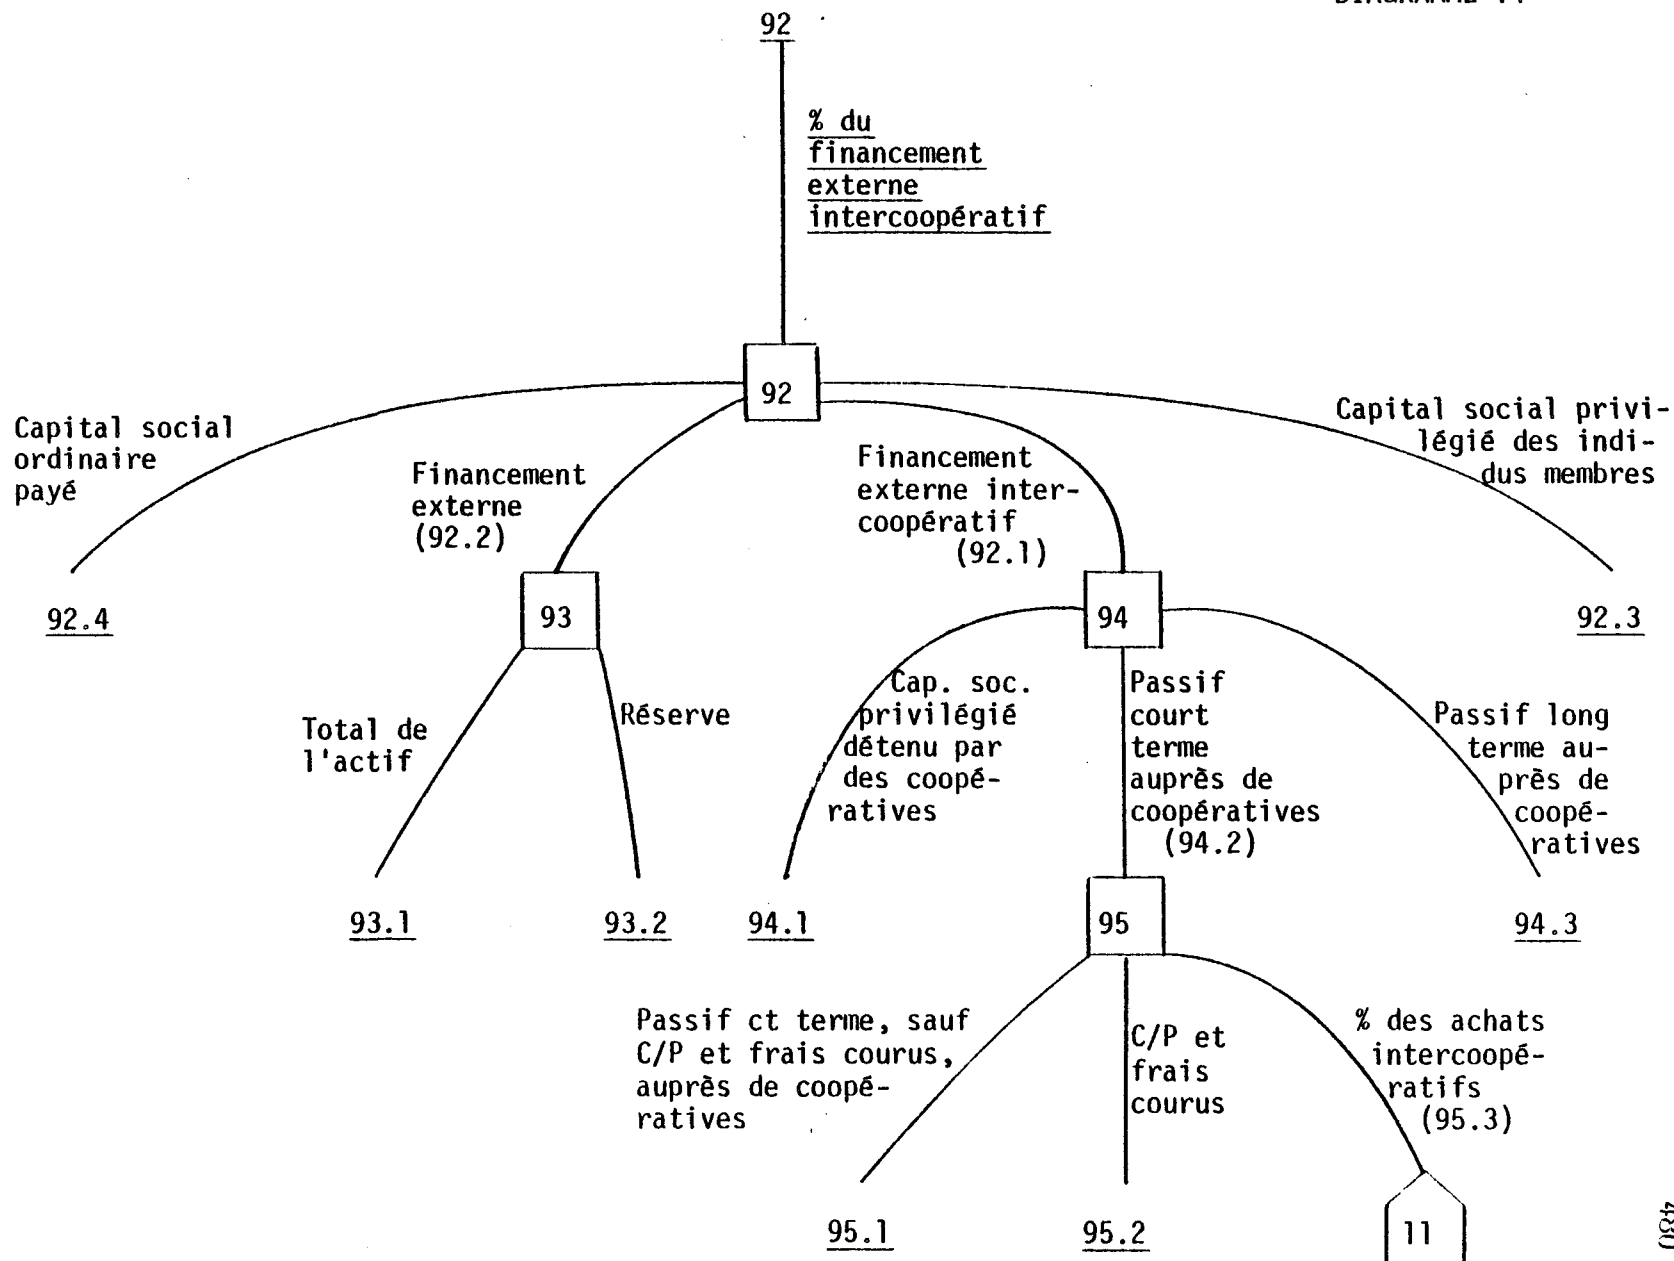 92
% du
financement
externe
intercoopératif
92
Capital social
ordinaire
payé
92.4
Financement
externe
(92.2)
93
Financement
externe inter-
coopératif
(92.1)
94
Capital social privi-
légié des indi-
dus membres
92.3
Total de
l'actif
93.1
Réserve
93.2
Cap. soc.
privilégié
détenu par
des coopé-
ratives
94.1
Passif
court
terme
auprès de
coopératives
(94.2)
95
Passif long
terme au-
près de
coopé-
ratives
94.3
Passif ct terme, sauf
C/P et frais courus,
auprès de coopé-
ratives
95.1
C/P et
frais
courus
95.2
% des achats
intercoopé-
ratifs
(95.3)
11